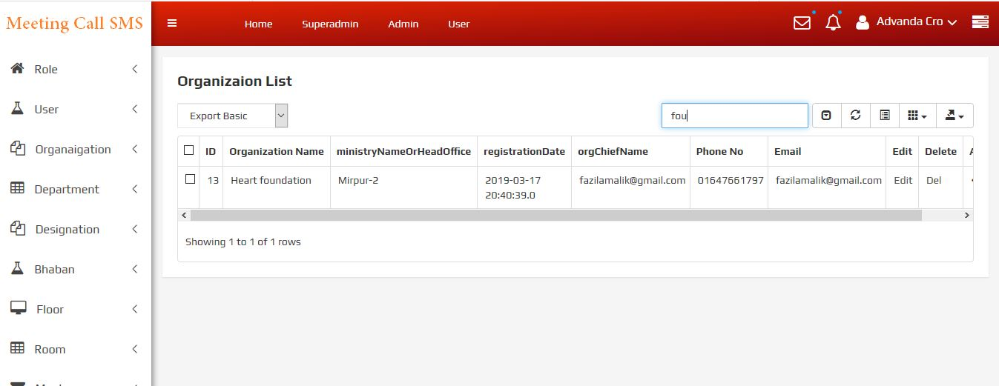 Meeting Call SMS
Home Superadmin Admin User
Advanda Cro
Role
User
Organaigation
Department
Designation
Bhaban
Floor
Room
Organizaion List
Export Basic
fou
ID Organization Name ministryNameOrHeadOffice registrationDate orgChiefName Phone No Email Edit Delete
13 Heart foundation Mirpur-2 2019-03-17 fazilamalik@gmail.com 01647661797 fazilamalik@gmail.com Edit Del
20:40:39.0
Showing 1 to 1 of 1 rows